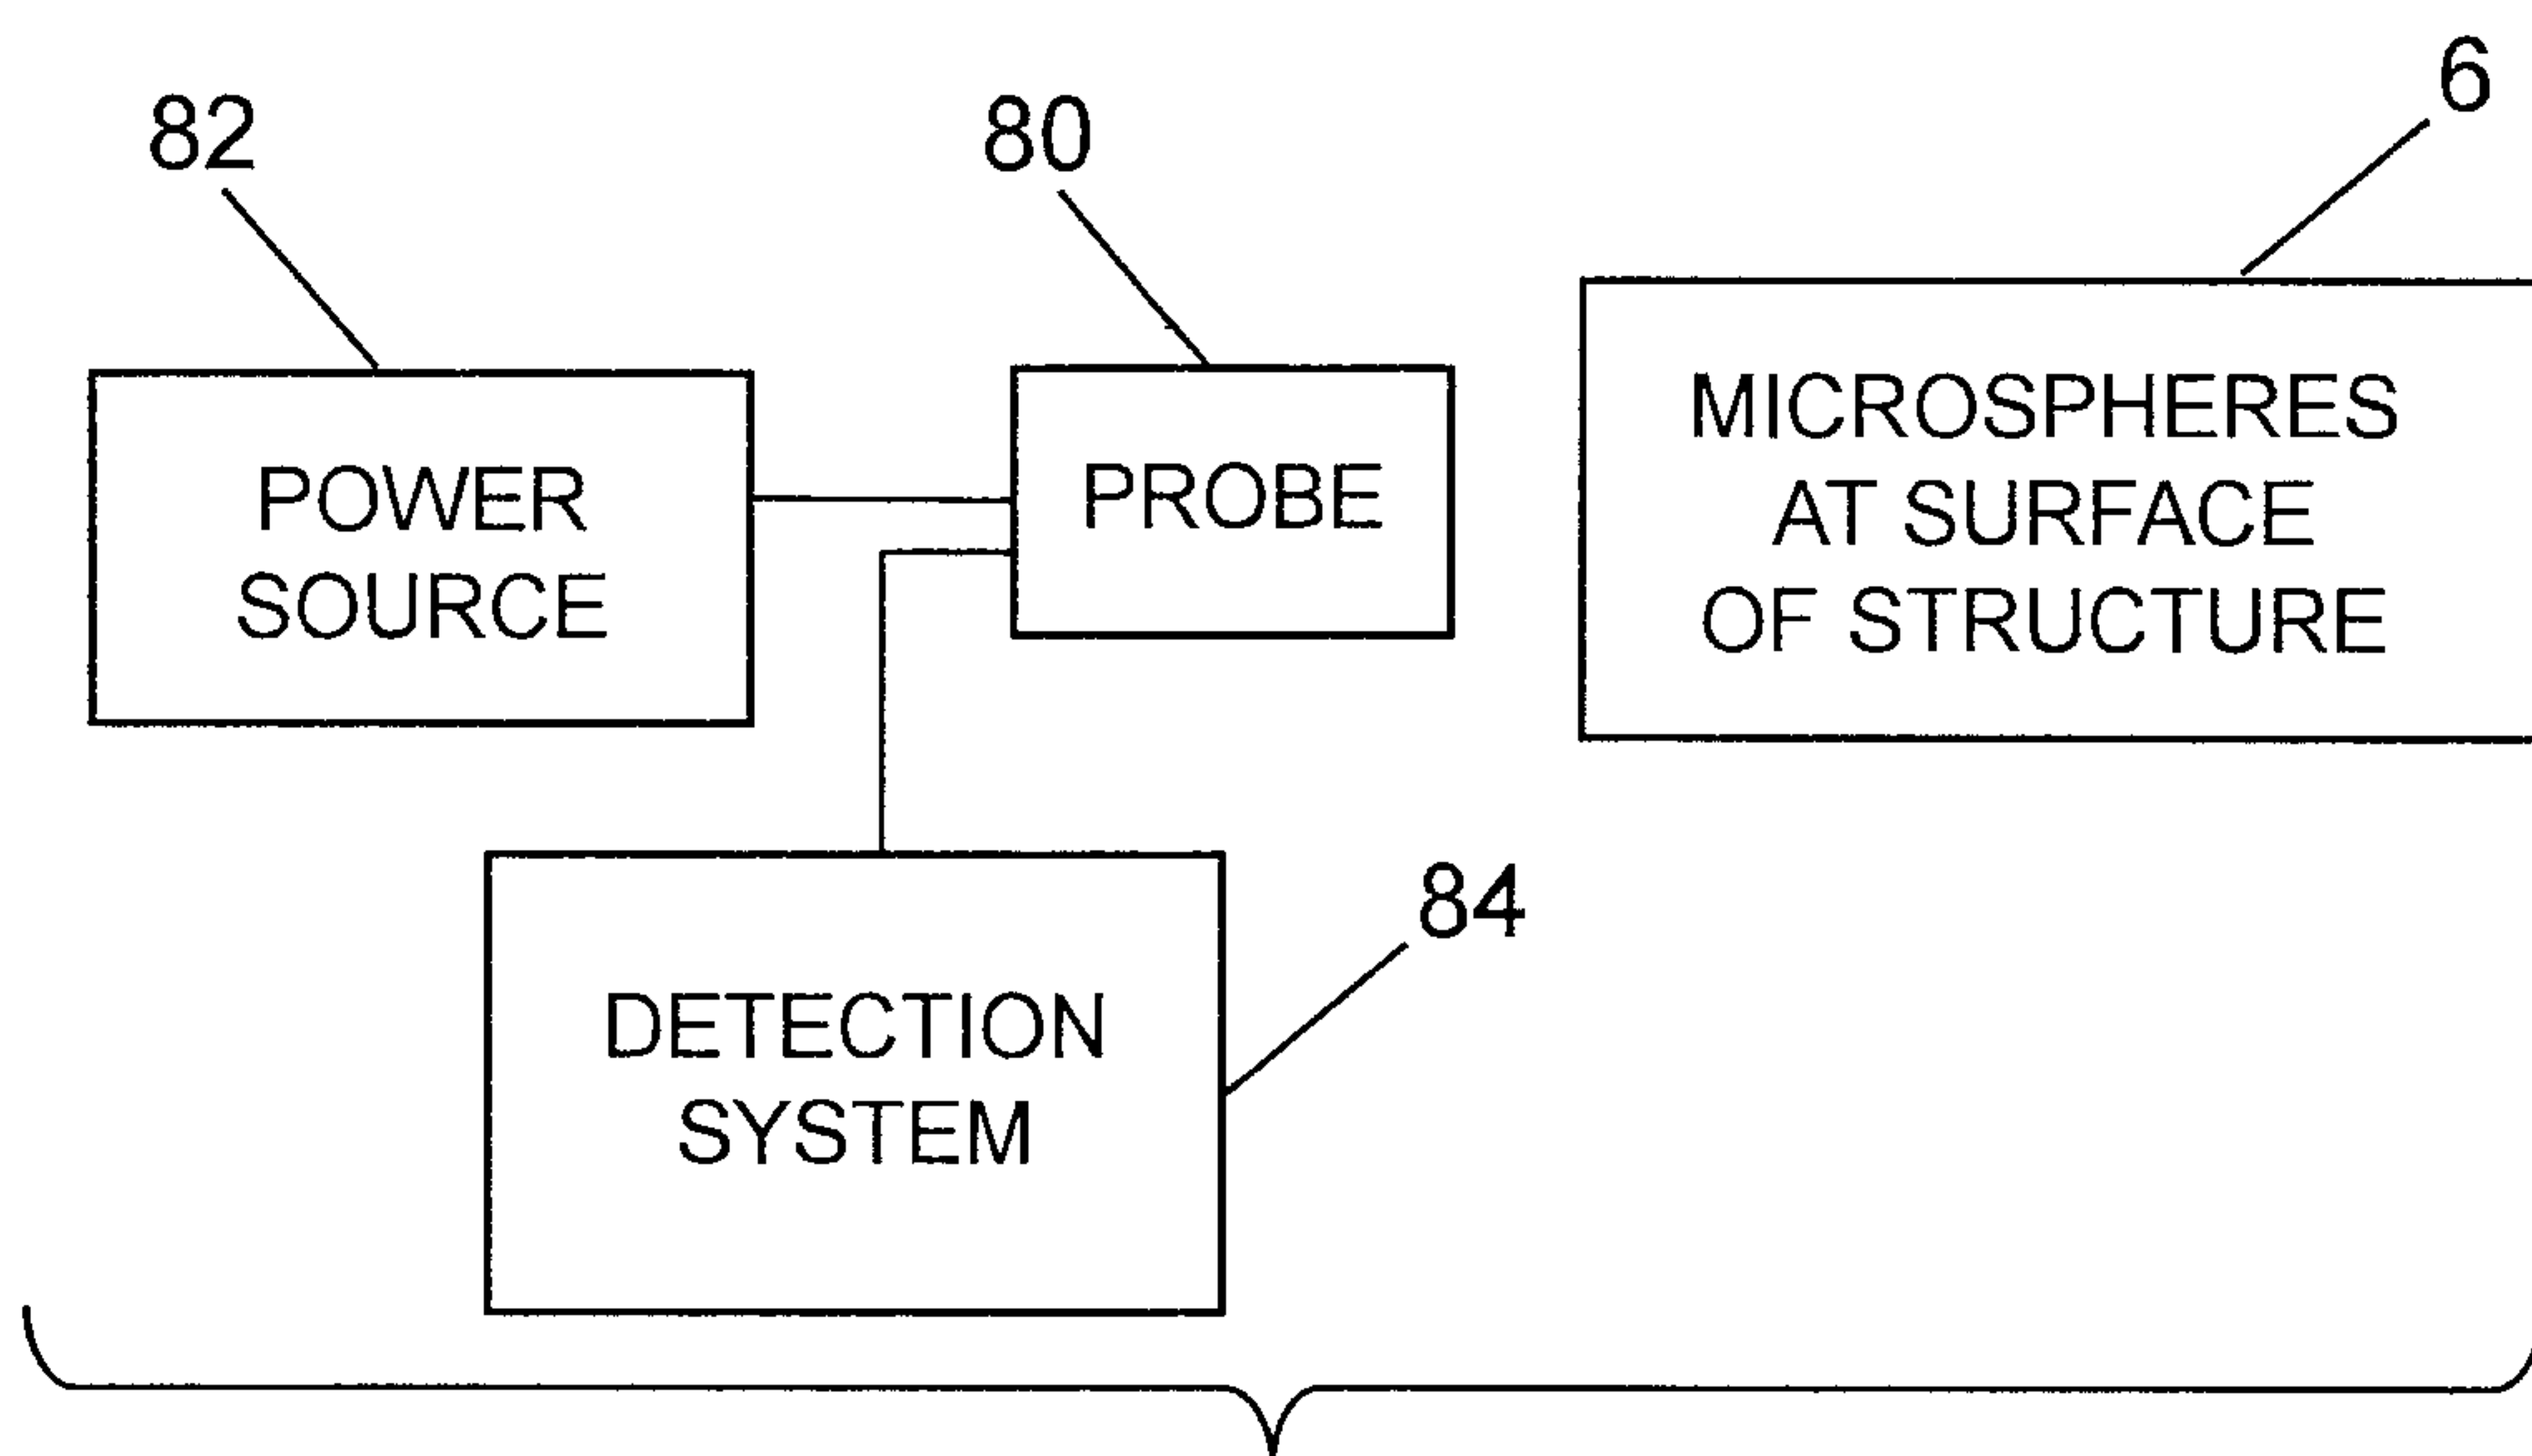 82
80
6
POWER
SOURCE
PROBE
MICROSPHERES
AT SURFACE
OF STRUCTURE
84
DETECTION
SYSTEM